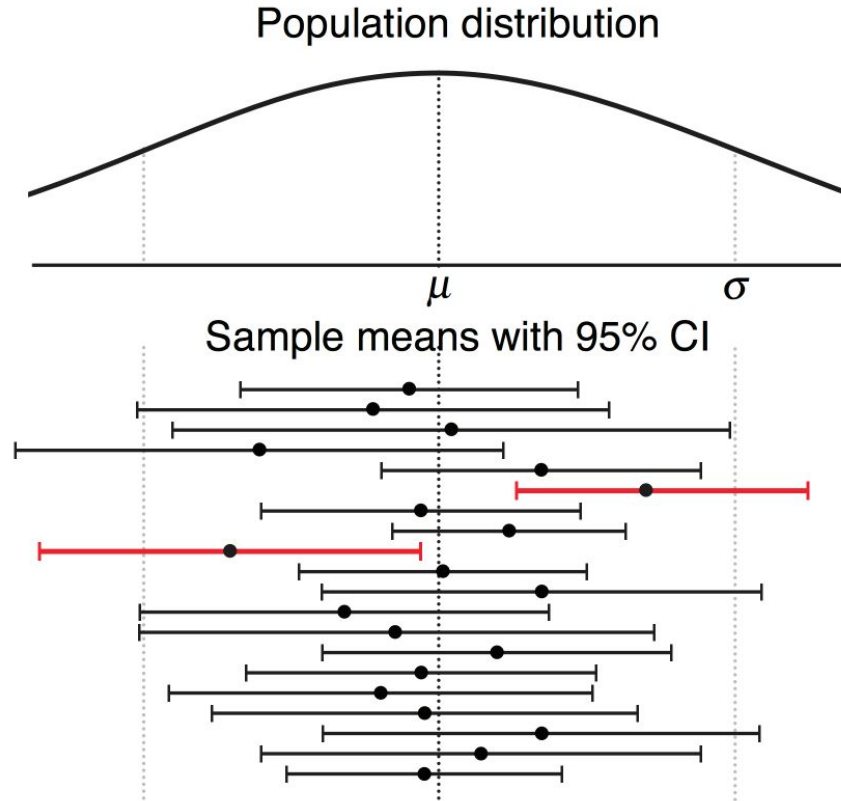 Population distribution
μ σ
Sample means with 95% CI